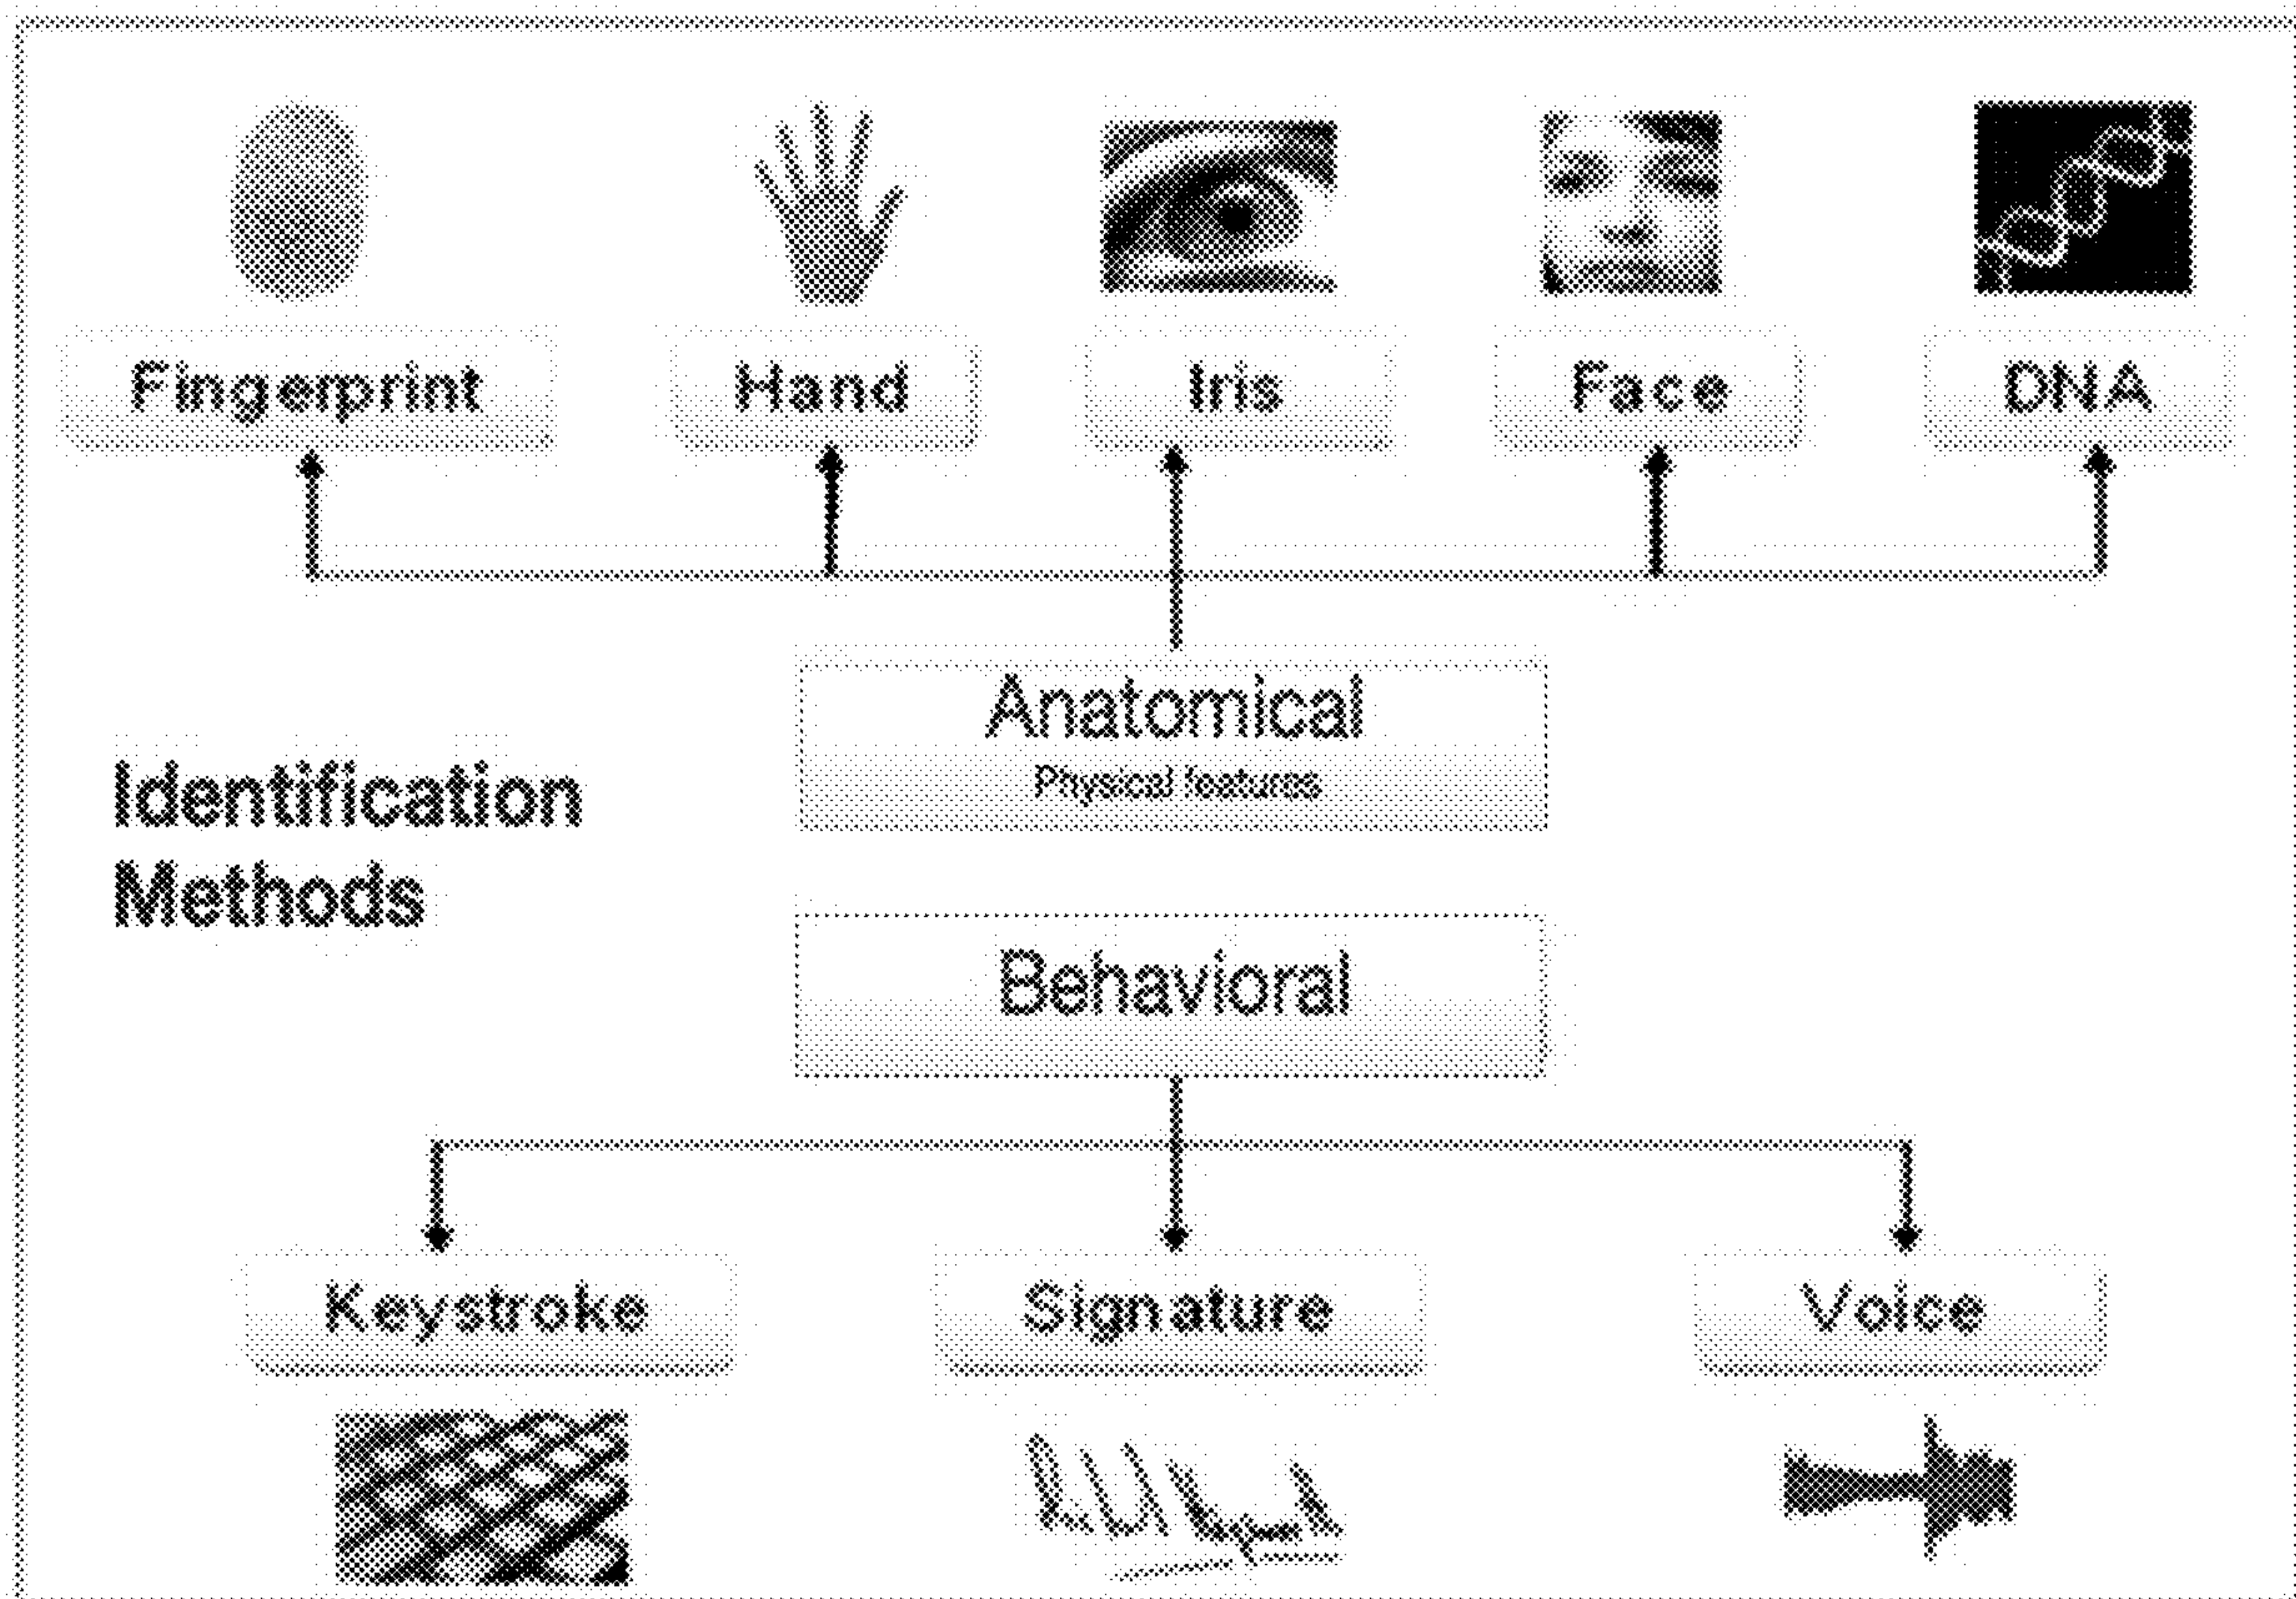 Fingerprint
Hand
Iris
Face
DNA
Anatomical
Physical features
Identification
Methods
Behavioral
Keystroke
Signature
Voice